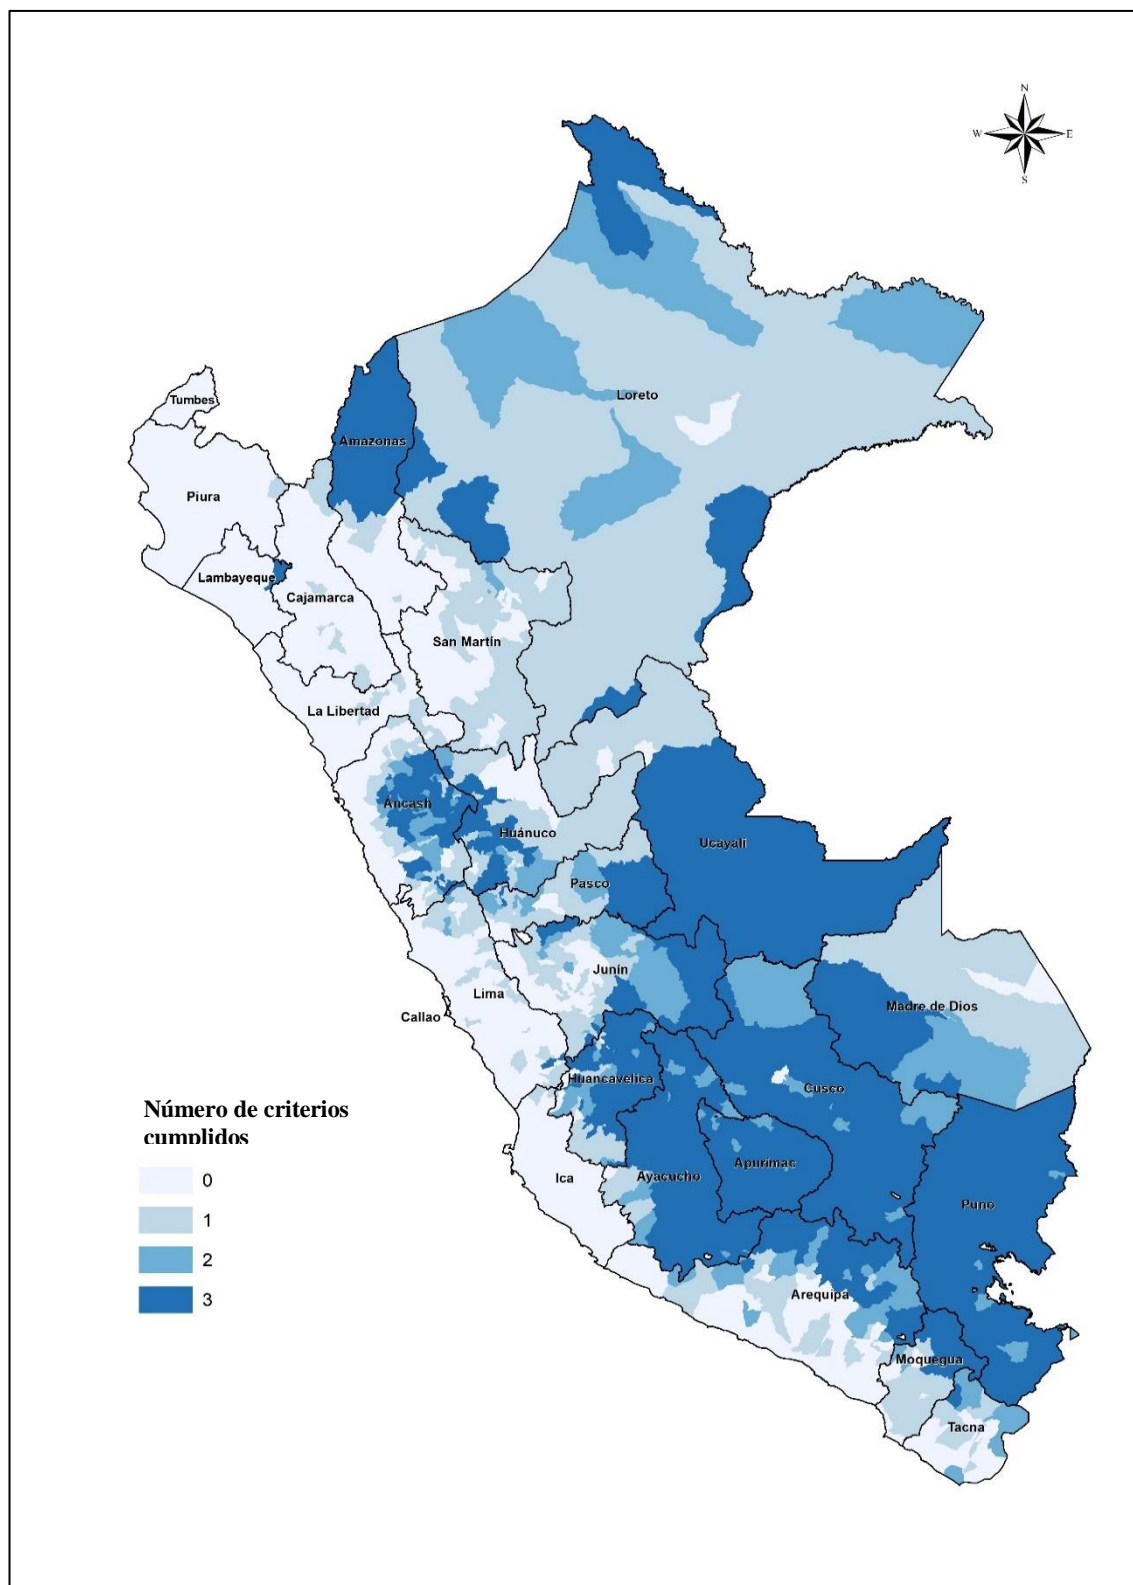 N
W E
S
Loreto
Tumbes
Amazonas
Piura
Lambayeque
Cajamarca
San Martín
La Libertad
Áncash
Huánuco
Ucayali
Pasco
Junín
Lima
Madre de Dios
Callao
Huancavelica
Cusco
Número de criterios
cumplidos
Apurímac
Ica
Ayacucho
0
Puno
1
2
3
Arequipa
Moquegua
Tacna